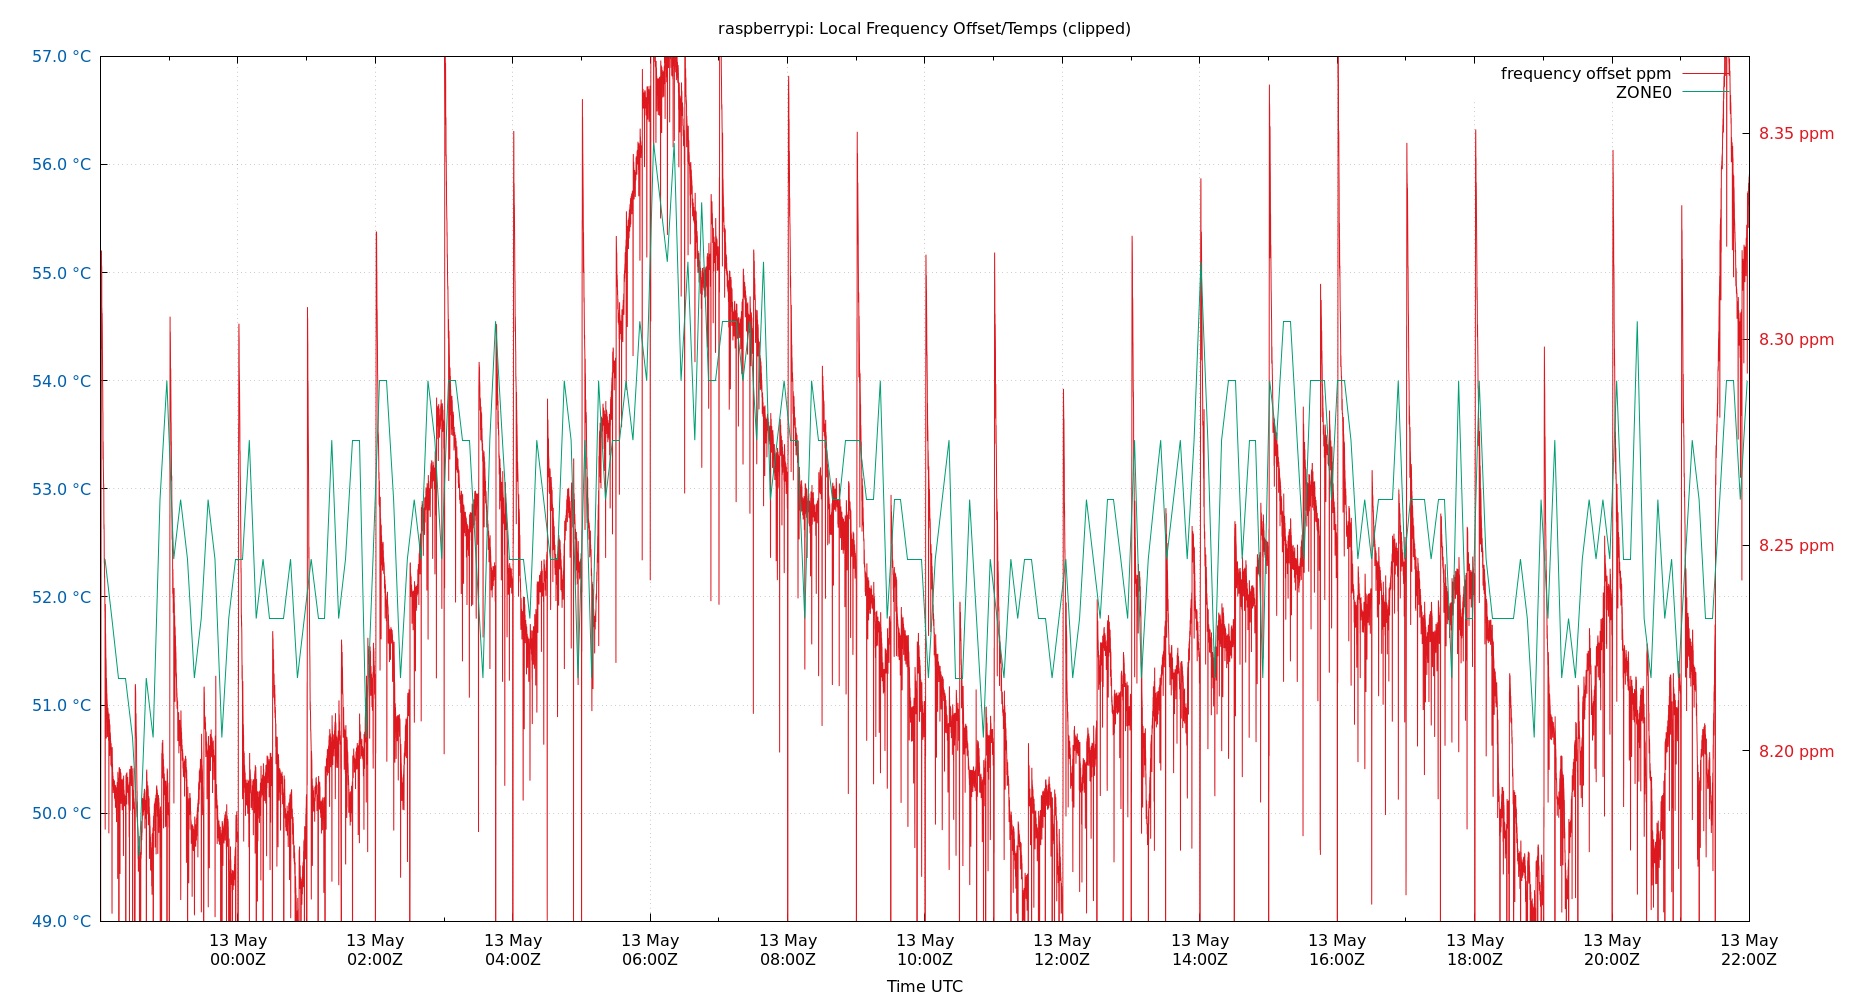 raspberrypi: Local Frequency Offset/Temps (clipped)
57.0 °C
56.0 °C
55.0 °C
54.0 °C
53.0 °C
52.0 °C
51.0 °C
50.0 °C
49.0 °C
frequency offset ppm
ZONE0
8.35 ppm
8.30 ppm
8.25 ppm
8.20 ppm
13 May 00:00Z
13 May 02:00Z
13 May 04:00Z
13 May 06:00Z
13 May 08:00Z
13 May 10:00Z
13 May 12:00Z
13 May 14:00Z
13 May 16:00Z
13 May 18:00Z
13 May 20:00Z
13 May 22:00Z
Time UTC